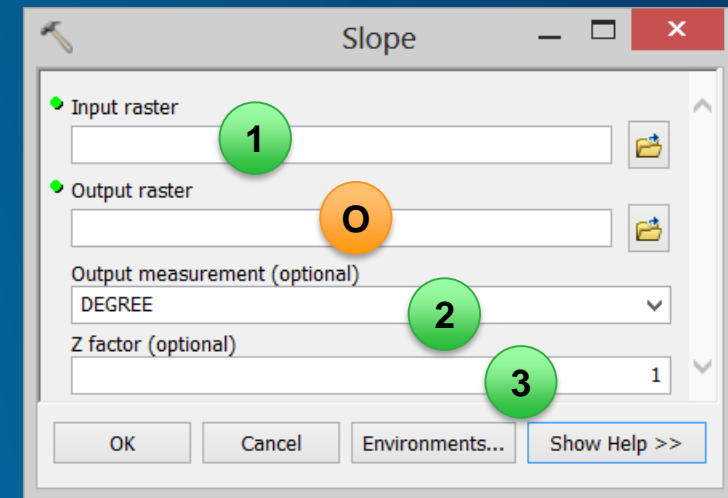 Slope
Input raster
1
Output raster
O
Output measurement (optional)
DEGREE
2
Z factor (optional)
1
3
OK Cancel Environments... Show Help >>